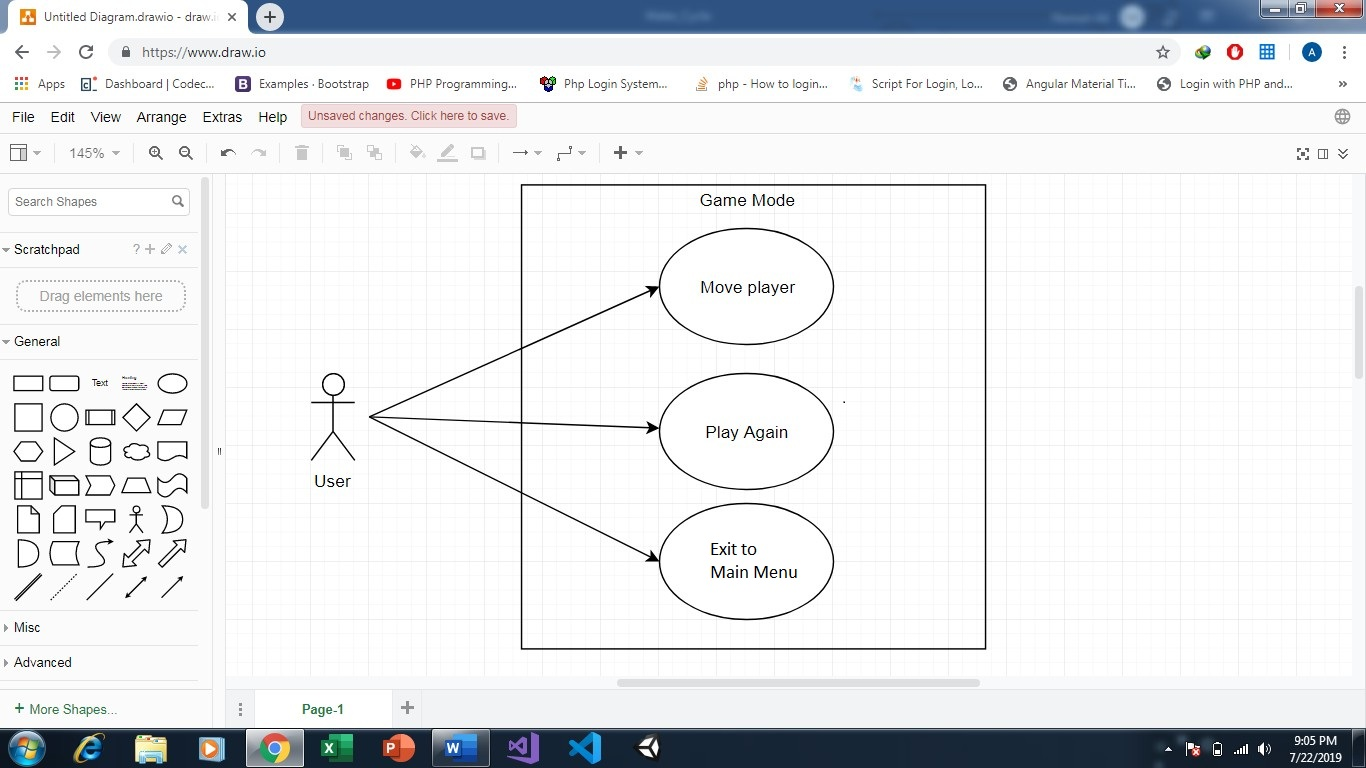 Untitled Diagram.drawio - draw.i
https://www.draw.io
A
Apps
Dashboard | Codec...
Examples · Bootstrap
PHP Programming...
Php Login System...
php - How to login...
Script For Login, Lo...
Angular Material Ti...
Login with PHP and...
»
File Edit View Arrange Extras Help Unsaved changes. Click here to save.
145%
Search Shapes
Scratchpad
?
Drag elements here
General
Text
Heading
Misc
Advanced
+ More Shapes...
Game Mode
Move player
Play Again
Exit to
Main Menu
User
Page-1
9:05 PM
7/22/2019